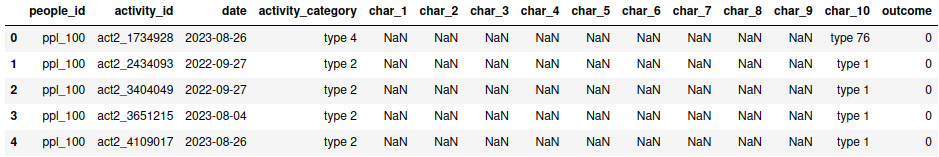 people_id activity_id date activity_category char_1 char_2 char_3 char_4 char_5 char_6 char_7 char_8 char_9 char_10 outcome
0 ppl_100 act2_1734928 2023-08-26 type 4 NaN NaN NaN NaN NaN NaN NaN NaN NaN type 76 0
1 ppl_100 act2_2434093 2022-09-27 type 2 NaN NaN NaN NaN NaN NaN NaN NaN NaN type 1 0
2 ppl_100 act2_3404049 2022-09-27 type 2 NaN NaN NaN NaN NaN NaN NaN NaN NaN type 1 0
3 ppl_100 act2_3651215 2023-08-04 type 2 NaN NaN NaN NaN NaN NaN NaN NaN NaN type 1 0
4 ppl_100 act2_4109017 2023-08-26 type 2 NaN NaN NaN NaN NaN NaN NaN NaN NaN type 1 0